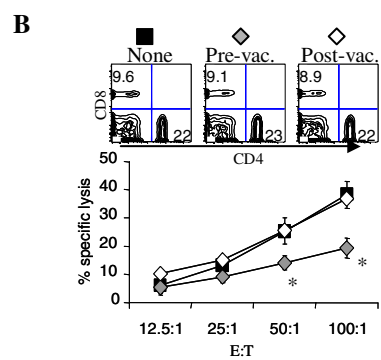 B
None Pre-vac. Post-vac.
9.6 9.1 8.9
CD8
22 23 22
CD4
50
40
30
20
10
0
% specific lysis
*
*
12.5:1 25:1 50:1 100:1
E:T